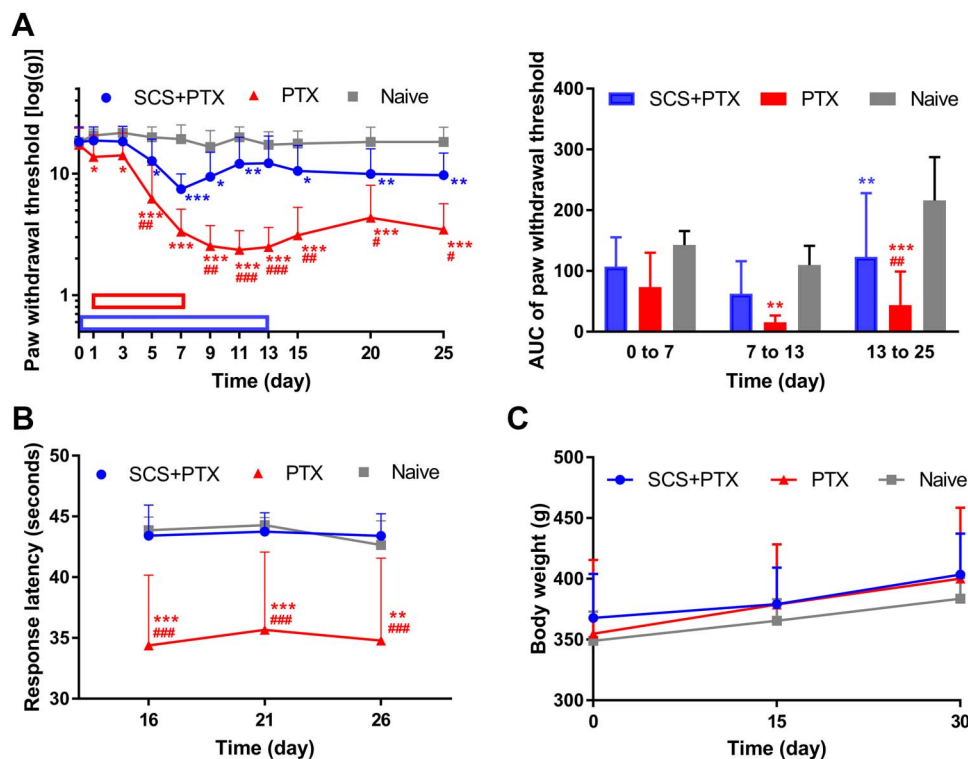 A
Paw withdrawal threshold [log(g)]
SCS+PTX PTX Naive
10
1
* * *** ## * *** *** * *** ## ** *** ### *** ### * *** ## ** *** # ** *** #
0 1 3 5 7 9 11 13 15 20 25
Time (day)
AUC of paw withdrawal threshold
SCS+PTX PTX Naive
400
300
200
100
0
** ** *** ##
0 to 7 7 to 13 13 to 25
Time (day)
B
Response latency (seconds)
SCS+PTX PTX Naive
50
45
40
35
30
*** *** **
### ### ###
16 21 26
Time (day)
C
Body weight (g)
SCS+PTX PTX Naive
500
450
400
350
300
0 15 30
Time (day)